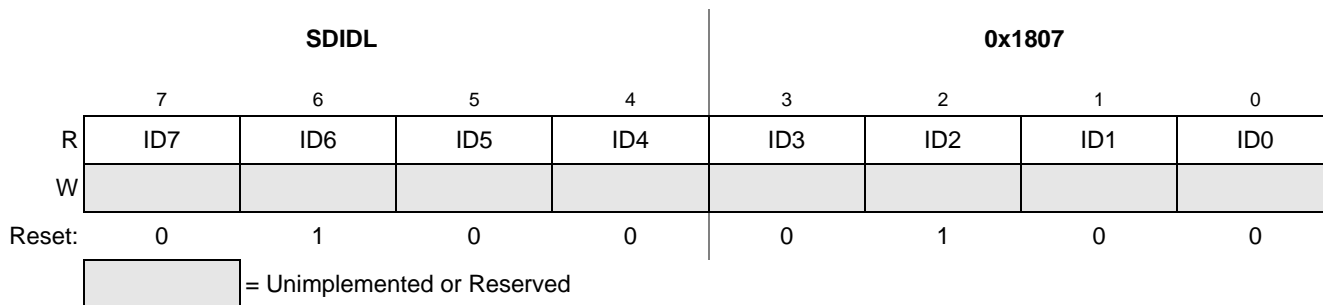 SDIDL 0x1807
7 6 5 4 3 2 1 0
R ID7 ID6 ID5 ID4 ID3 ID2 ID1 ID0
W
Reset: 0 1 0 0 0 1 0 0
= Unimplemented or Reserved